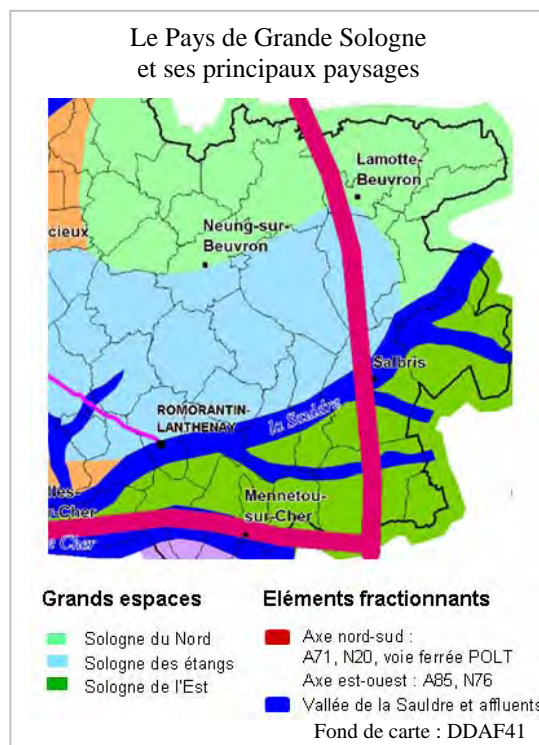 Le Pays de Grande Sologne
et ses principaux paysages
Lamotte-
Beuvron
cieux
Neung-sur-
Beuvron
Salbris
la Sauldre
ROMORANTIN-
LANTHENAY
lles-
-Cher
Mennetou-
sur-Cher
e Cher
Grands espaces
Sologne du Nord
Sologne des étangs
Sologne de l'Est
Eléments fractionnants
Axe nord-sud :
A71, N20, voie ferrée POLT
Axe est-ouest : A85, N76
Vallée de la Sauldre et affluents
Fond de carte : DDAF41